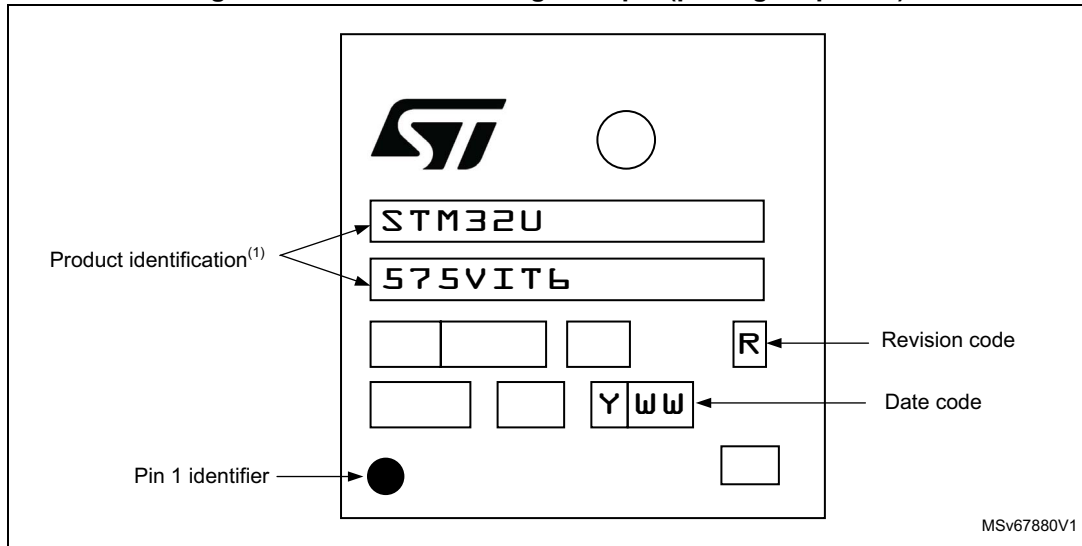 STM32U
Product identification(1)
575VIT6
R
Revision code
Y WW
Date code
Pin 1 identifier
MSv67880V1